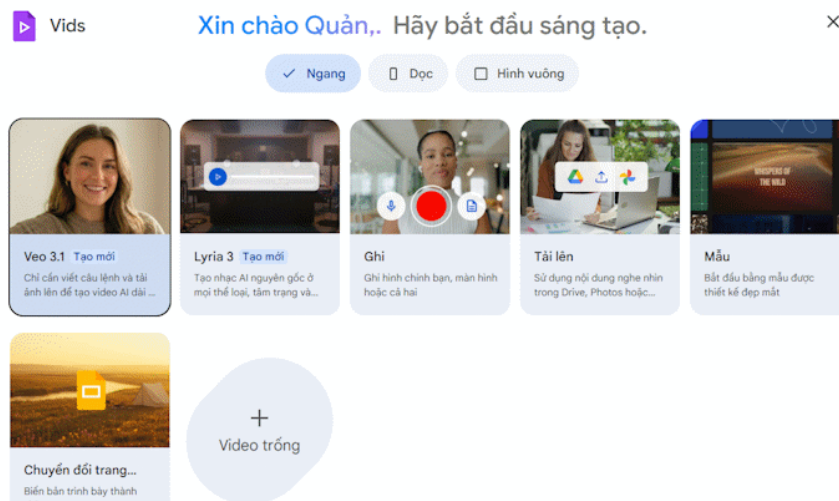 Vids
Xin chào Quản,. Hãy bắt đầu sáng tạo.
Ngang
Dọc
Hình vuông
Veo 3.1 Tạo mới
Chỉ cần viết câu lệnh và tải
ảnh lên để tạo video AI dài ...
Lyria 3 Tạo mới
Tạo nhạc AI nguyên gốc ở
mọi thể loại, tâm trạng và...
Ghi
Ghi hình chính bạn, màn hình
hoặc cả hai
Tải lên
Sử dụng nội dung nghe nhìn
trong Drive, Photos hoặc...
WHISPERS OF
THE WILD
Mẫu
Bắt đầu bằng mẫu được
thiết kế đẹp mắt
Chuyển đổi trang...
Biến bản trình bày thành
Video trống